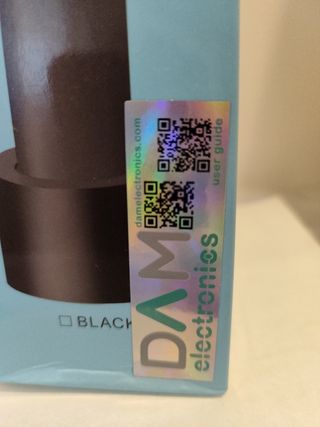 damelectronics.com
user guide
DAM
electronics
☐ BLACK